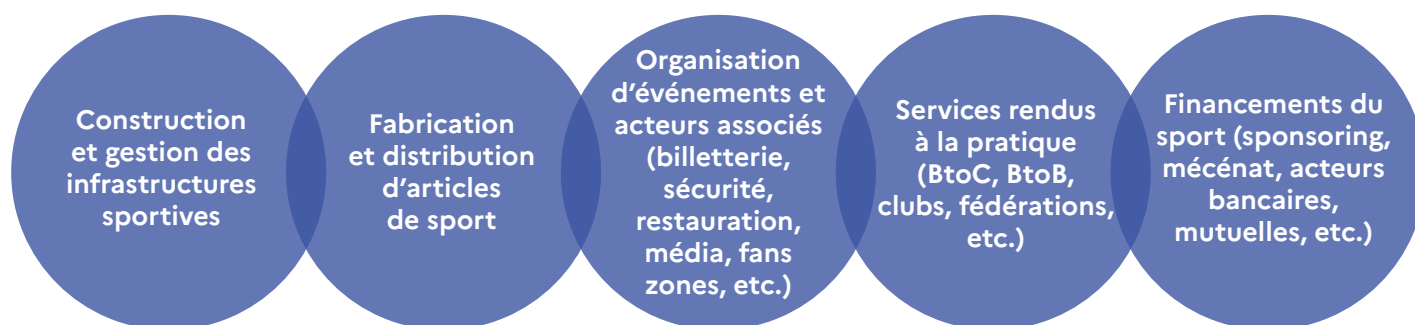 Construction
et gestion des
infrastructures
sportives
Fabrication
et distribution
d'articles
de sport
Organisation
d'événements et
acteurs associés
(billetterie,
sécurité,
restauration,
média, fans
zones, etc.)
Services rendus
à la pratique
(BtoC, BtoB,
clubs, fédérations,
etc.)
Financements du
sport (sponsoring,
mécénat, acteurs
bancaires,
mutuelles, etc.)